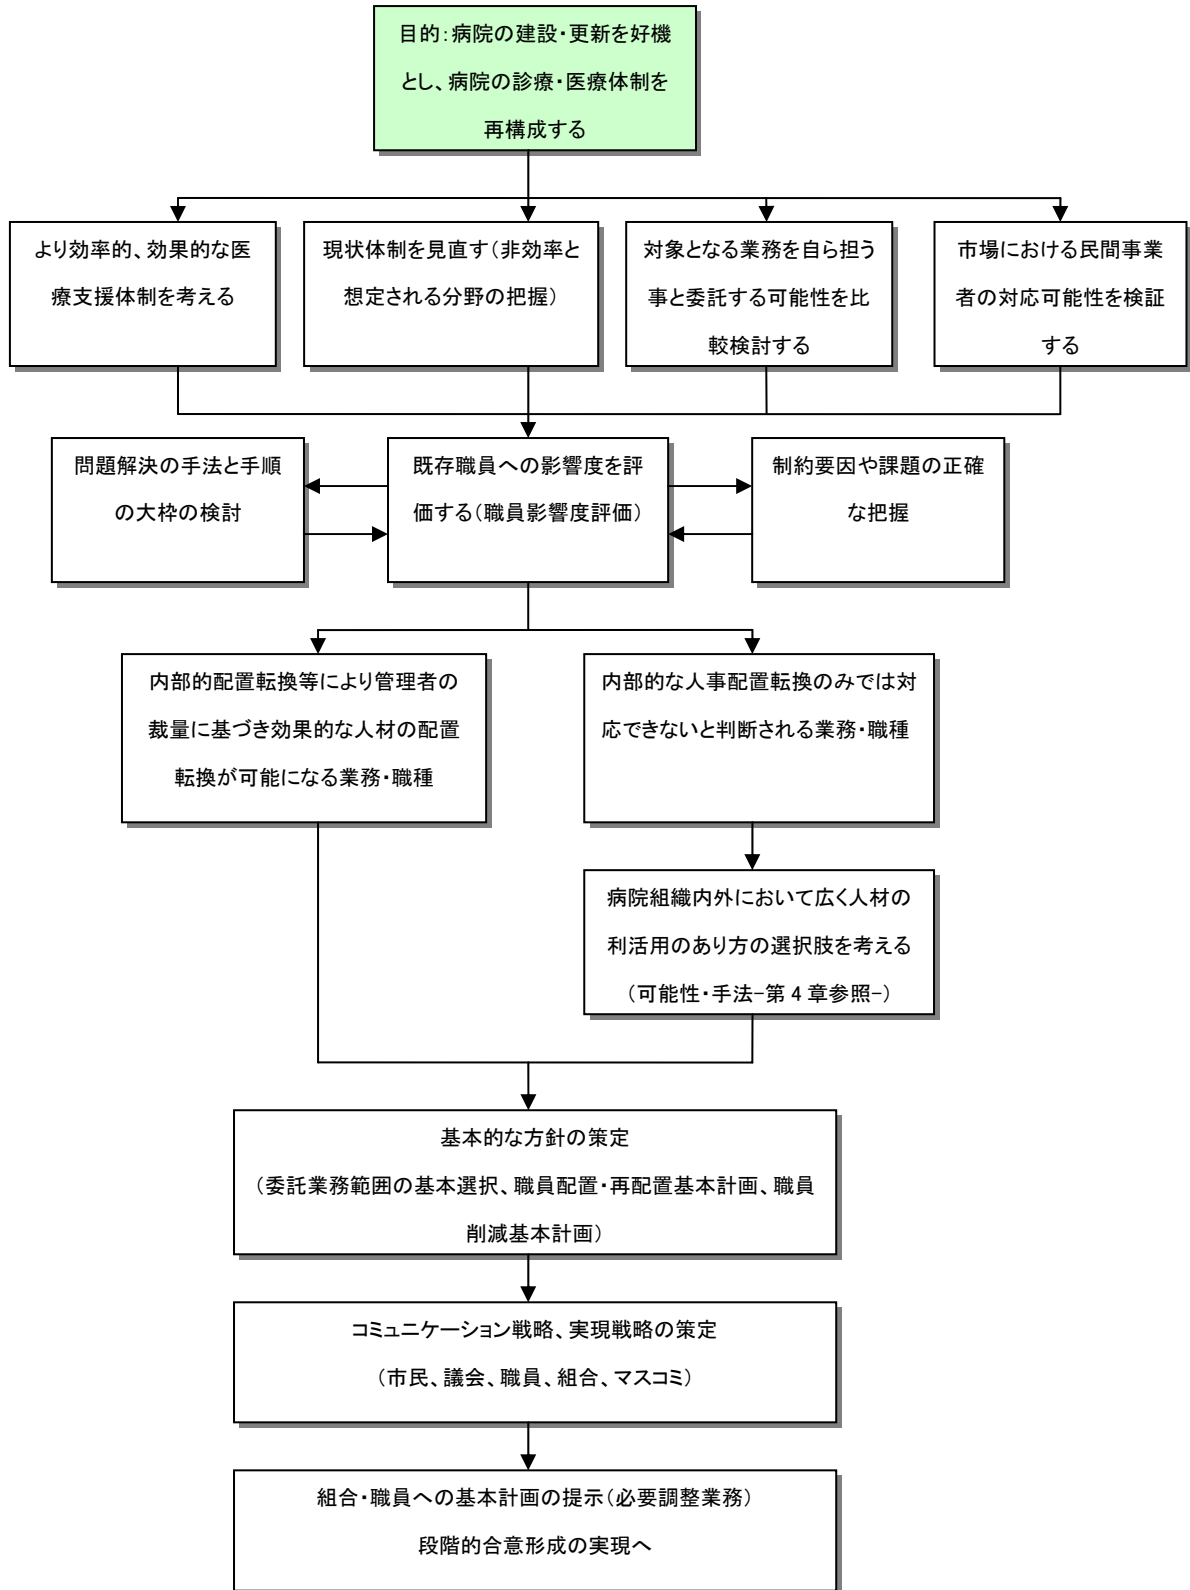 目的：病院の建設・更新を好機
とし、病院の診療・医療体制を
再構成する
より効率的、効果的な医
療支援体制を考える
現状体制を見直す（非効率と
想定される分野の把握）
対象となる業務を自ら担う
事と委託する可能性を比
較検討する
市場における民間事業
者の対応可能性を検証
する
問題解決の手法と手順
の大枠の検討
既存職員への影響度を評
価する（職員影響度評価）
制約要因や課題の正確
な把握
内部的配置転換等により管理者の
裁量に基づき効果的な人材の配置
転換が可能になる業務・職種
内部的な人事配置転換のみでは対
応できないと判断される業務・職種
病院組織内外において広く人材の
利活用のあり方の選択肢を考える
（可能性・手法－第４章参照－）
基本的な方針の策定
（委託業務範囲の基本選択、職員配置・再配置基本計画、職員
削減基本計画）
コミュニケーション戦略、実現戦略の策定
（市民、議会、職員、組合、マスコミ）
組合・職員への基本計画の提示（必要調整業務）
段階的合意形成の実現へ